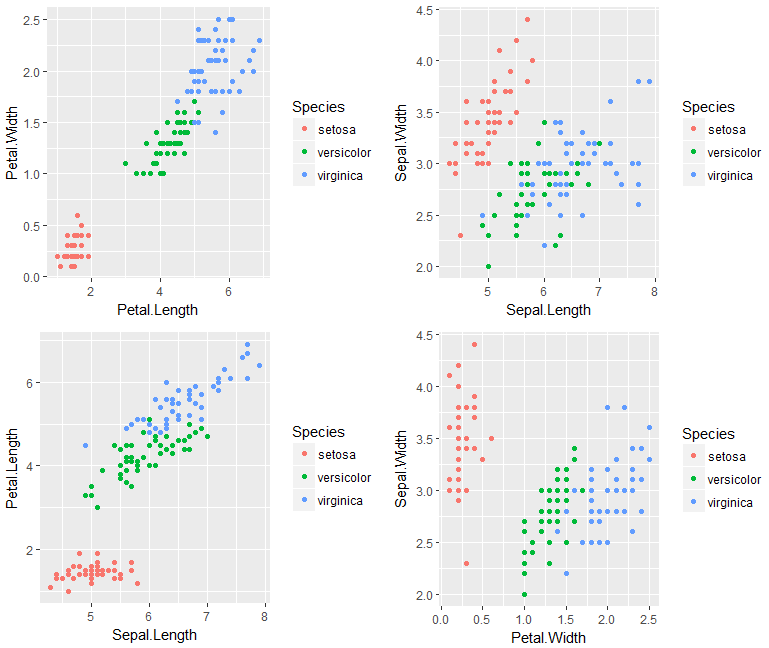 Petal.Width
2.5
2.0
1.5
1.0
0.5
0.0
2
4
6
Petal.Length
Species
setosa
versicolor
virginica
Sepal.Width
4.5
4.0
3.5
3.0
2.5
2.0
5
6
7
8
Sepal.Length
Species
setosa
versicolor
virginica
Petal.Length
6
4
2
5
6
7
8
Sepal.Length
Species
setosa
versicolor
virginica
Sepal.Width
4.5
4.0
3.5
3.0
2.5
2.0
0.0
0.5
1.0
1.5
2.0
2.5
Petal.Width
Species
setosa
versicolor
virginica